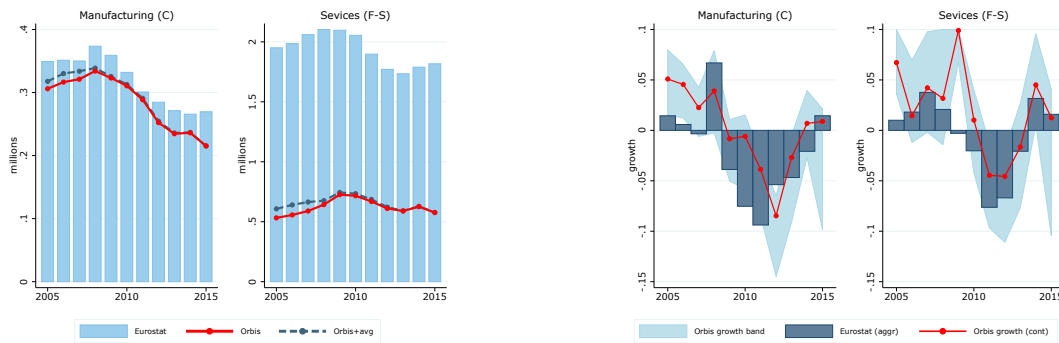 Manufacturing (C)
Sevices (F-S)
millions
0
.1
.2
.3
.4
2005
2010
2015
millions
0
.5
1
1.5
2
2005
2010
2015
Eurostat
Orbis
Orbis+avg
Manufacturing (C)
Sevices (F-S)
growth
-.15
-.1
-.05
0
.05
.1
2005
2010
2015
growth
-.15
-.1
-.05
0
.05
.1
2005
2010
2015
Orbis growth band
Eurostat (aggr)
Orbis growth (cont)